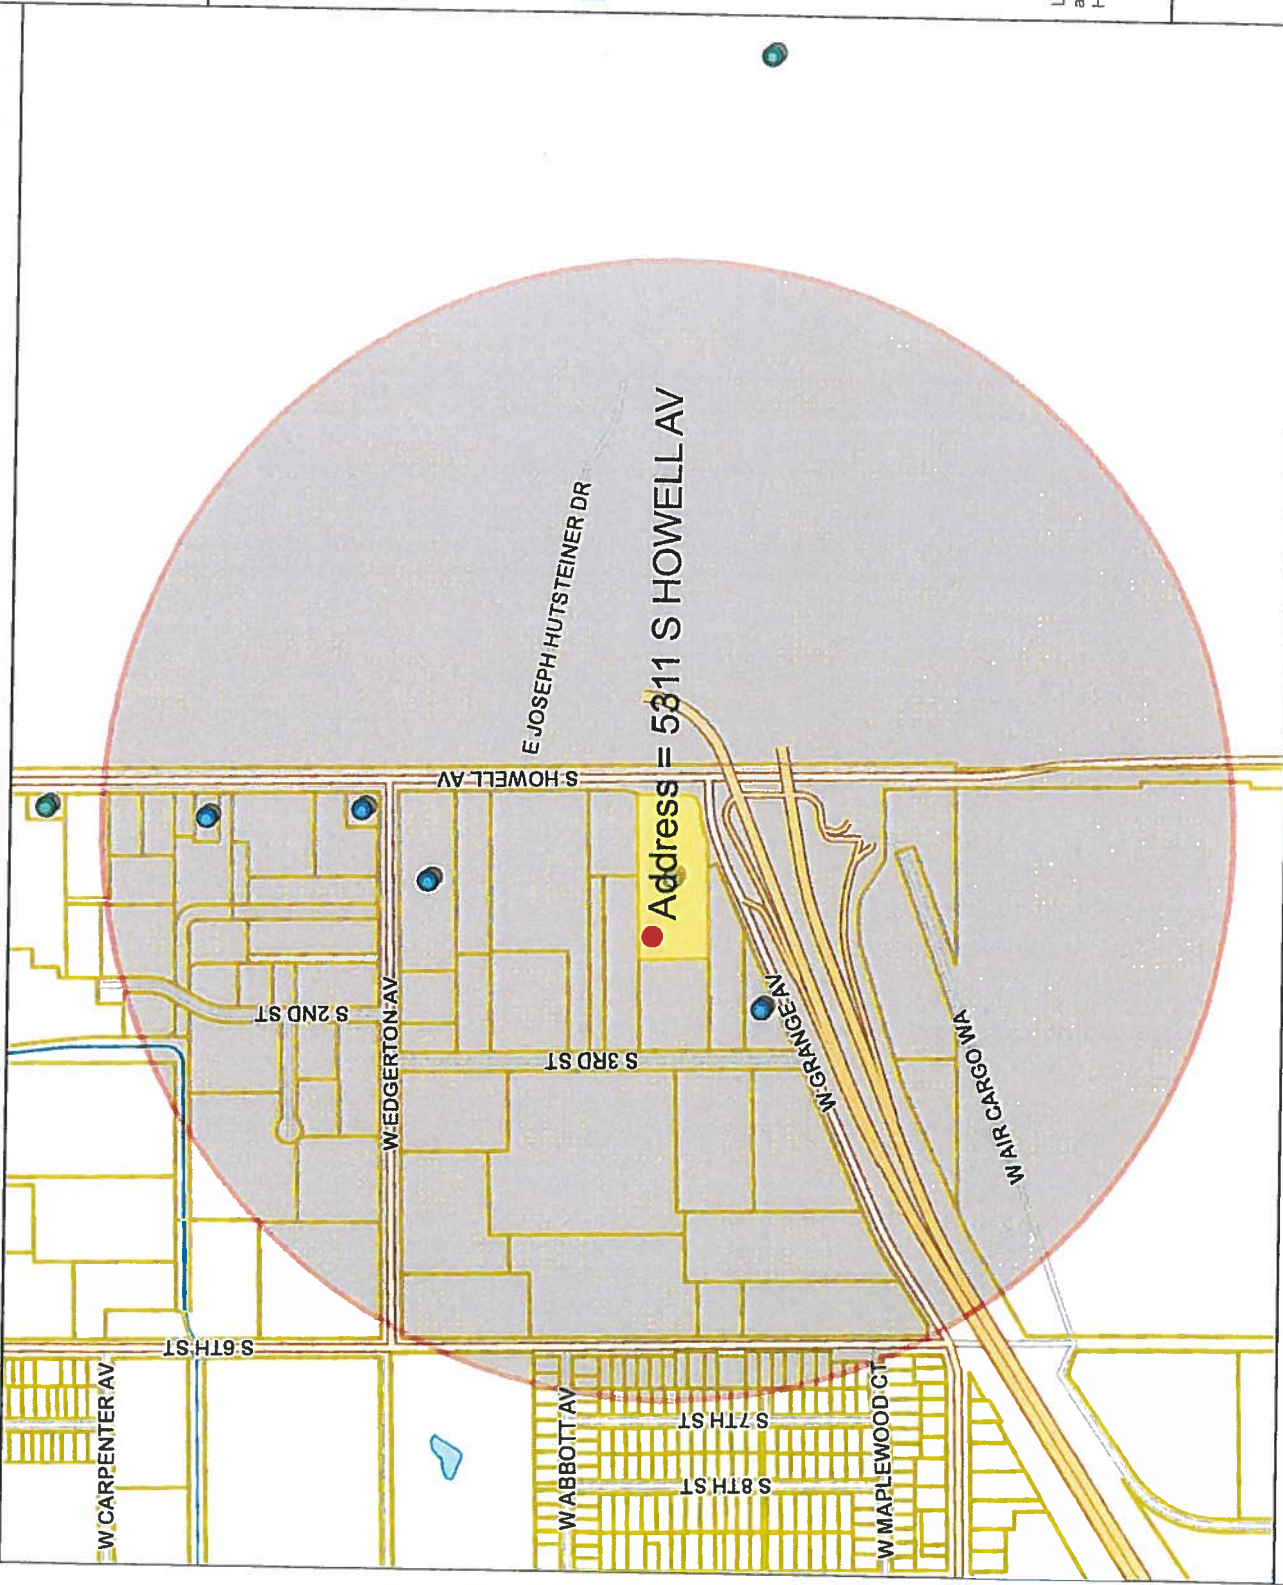 E JOSEPH HUTSTEINER DR
Address = 5311 S HOWELL AV
S HOWELL AV
S 2ND ST
W EDGERTON AV
S 3RD ST
W GRANGE AV
W AIR CARGO WA
S 6TH ST
W CARPENTER AV
W ABBOTT AV
S 7TH ST
S 8TH ST
W MAPLEWOOD CT